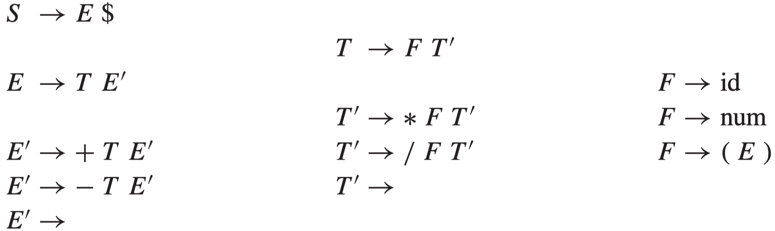 S → E $
T → F T′
E → T E′
F → id
T′ → * F T′
F → num
E′ → + T E′
T′ → / F T′
F → ( E )
E′ → − T E′
T′ →
E′ →